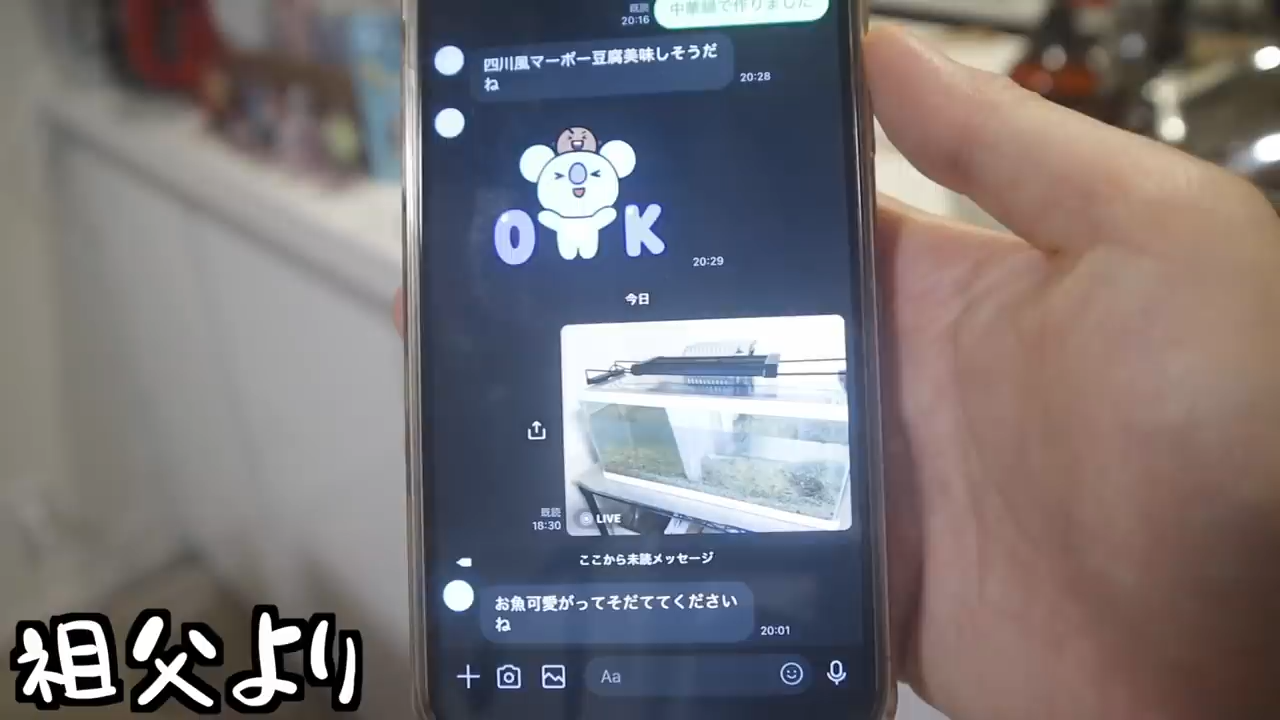 既読
20:16
中華鍋で作りました
四川風マーボー豆腐美味しそうだ
ね
20:28
OK
20:29
今日
LIVE
既読
18:30
ここから未読メッセージ
お魚可愛がってそだててください
ね
20:01
Aa
祖父より